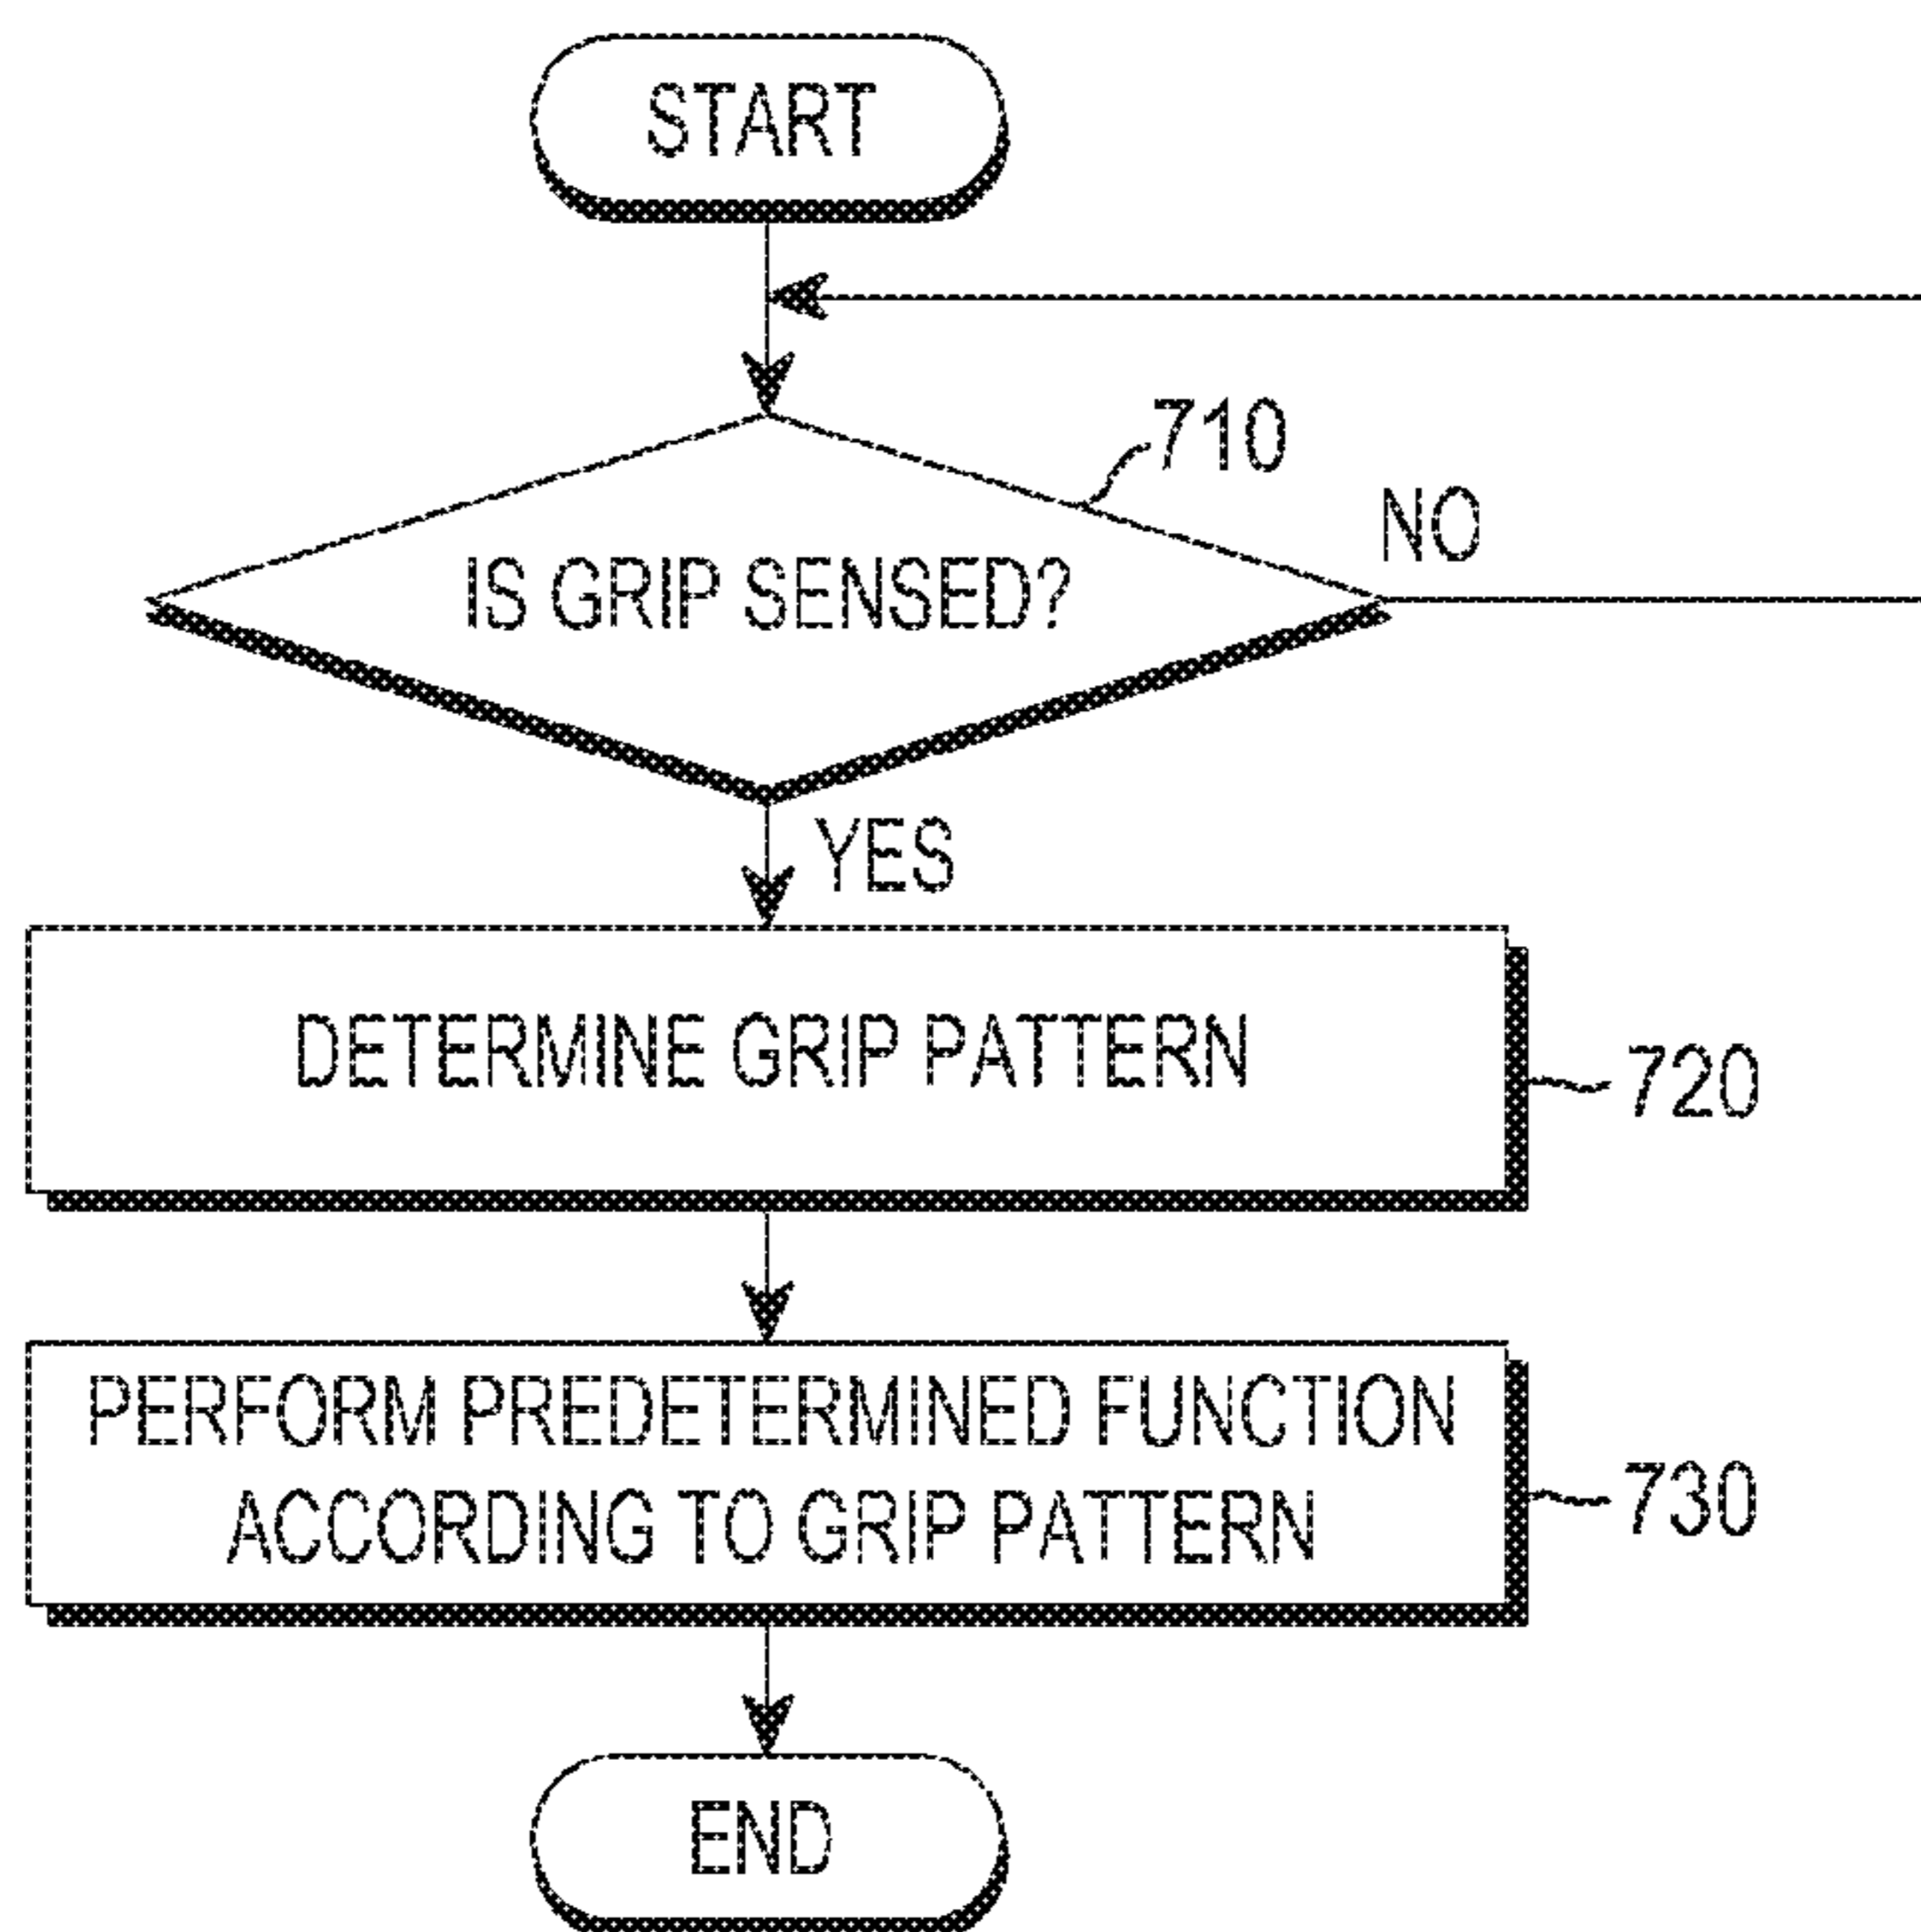 START
710
NO
IS GRIP SENSED?
YES
DETERMINE GRIP PATTERN
720
PERFORM PREDETERMINED FUNCTION
ACCORDING TO GRIP PATTERN
730
END